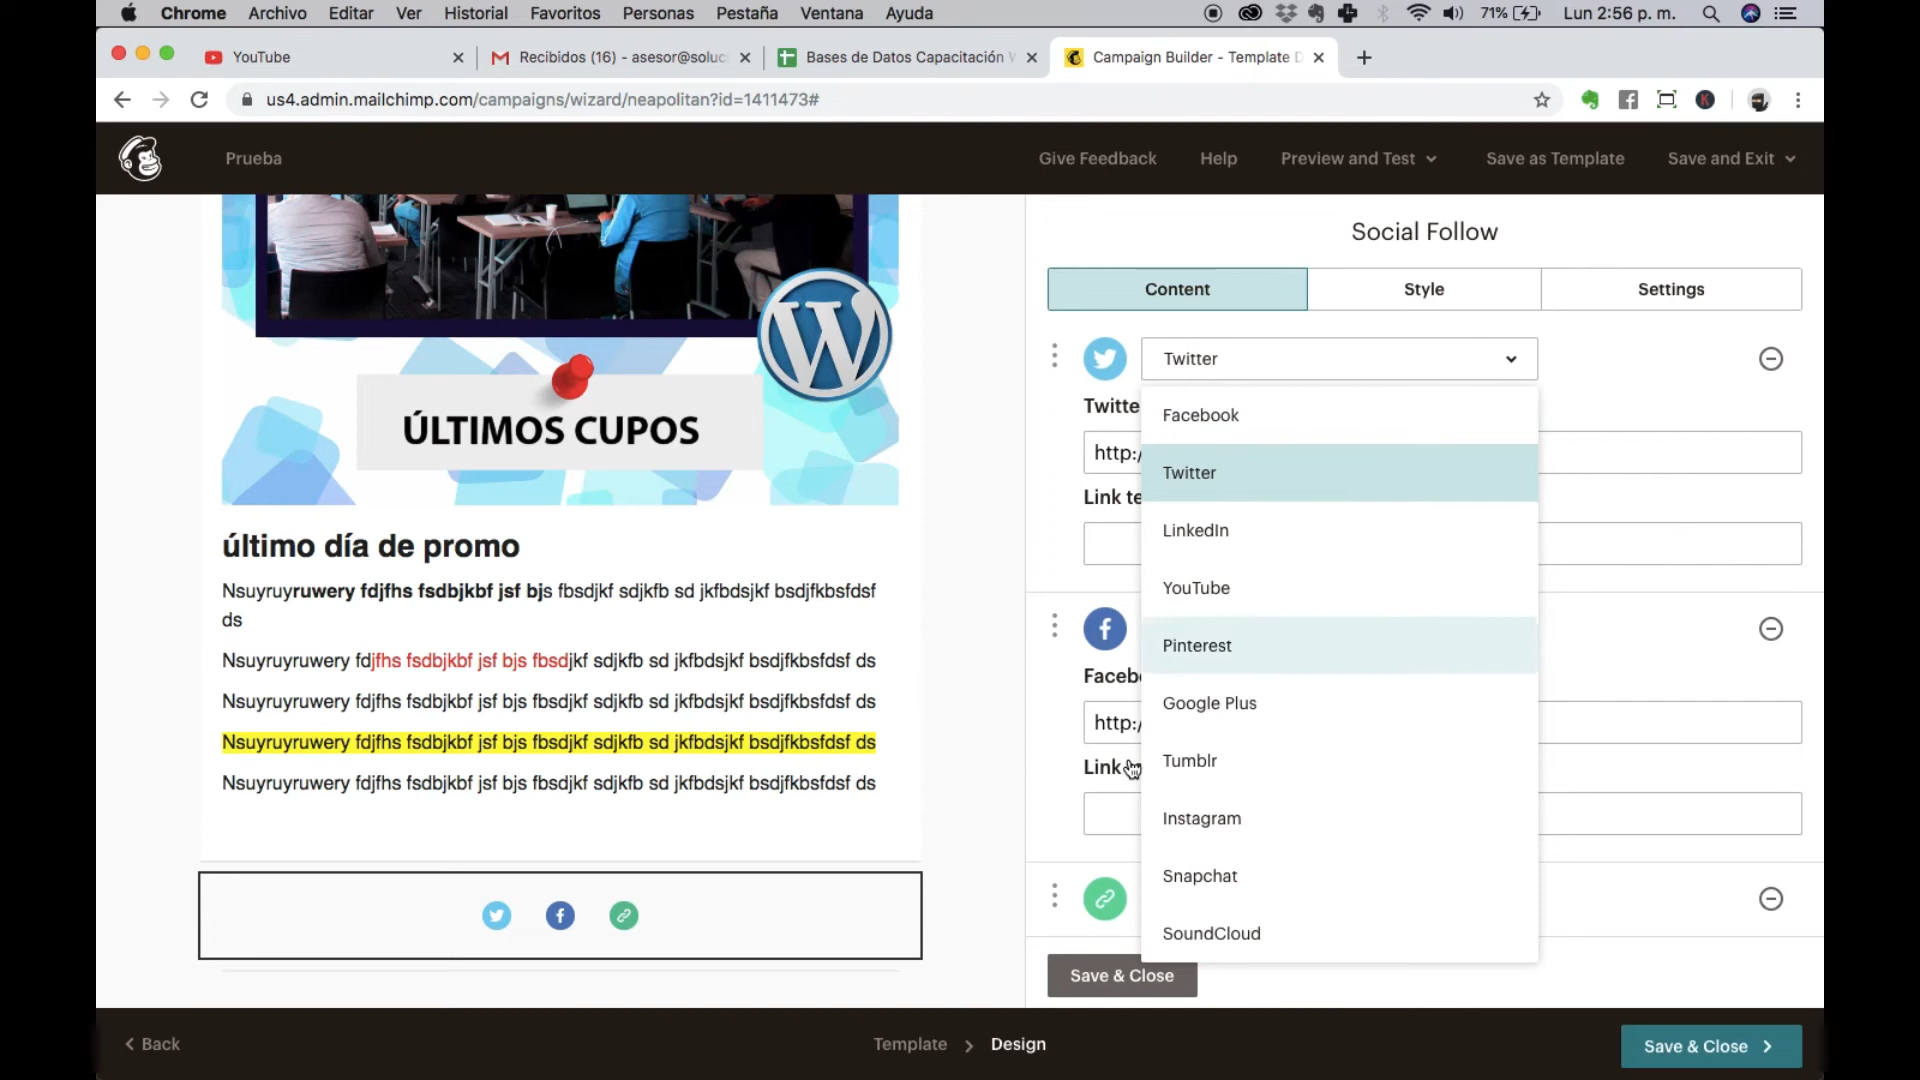 Chrome Archivo Editar Ver Historial Favoritos Personas Pestaña Ventana Ayuda 71% Lun 2:56 p. m.
YouTube
Recibidos (16) - asesor@soluc
Bases de Datos Capacitación W
Campaign Builder - Template D
us4.admin.mailchimp.com/campaigns/wizard/neapolitan?id=1411473#
Prueba
Give Feedback Help Preview and Test Save as Template Save and Exit
ÚLTIMOS CUPOS
último día de promo
Nsuyruyruwery fdjfhs fsdbjkbf jsf bjs fbsdjkf sdjkfb sd jkfbdsjkf bsdjfkbsfdsf
ds
Nsuyruyruwery fdjfhs fsdbjkbf jsf bjs fbsdjkf sdjkfb sd jkfbdsjkf bsdjfkbsfdsf ds
Nsuyruyruwery fdjfhs fsdbjkbf jsf bjs fbsdjkf sdjkfb sd jkfbdsjkf bsdjfkbsfdsf ds
Nsuyruyruwery fdjfhs fsdbjkbf jsf bjs fbsdjkf sdjkfb sd jkfbdsjkf bsdjfkbsfdsf ds
Nsuyruyruwery fdjfhs fsdbjkbf jsf bjs fbsdjkf sdjkfb sd jkfbdsjkf bsdjfkbsfdsf ds
Social Follow
Content Style Settings
Twitter
Twitte
http:/
Link te
Faceb
http:/
Link
Facebook
Twitter
LinkedIn
YouTube
Pinterest
Google Plus
Tumblr
Instagram
Snapchat
SoundCloud
Save & Close
Back
Template > Design
Save & Close